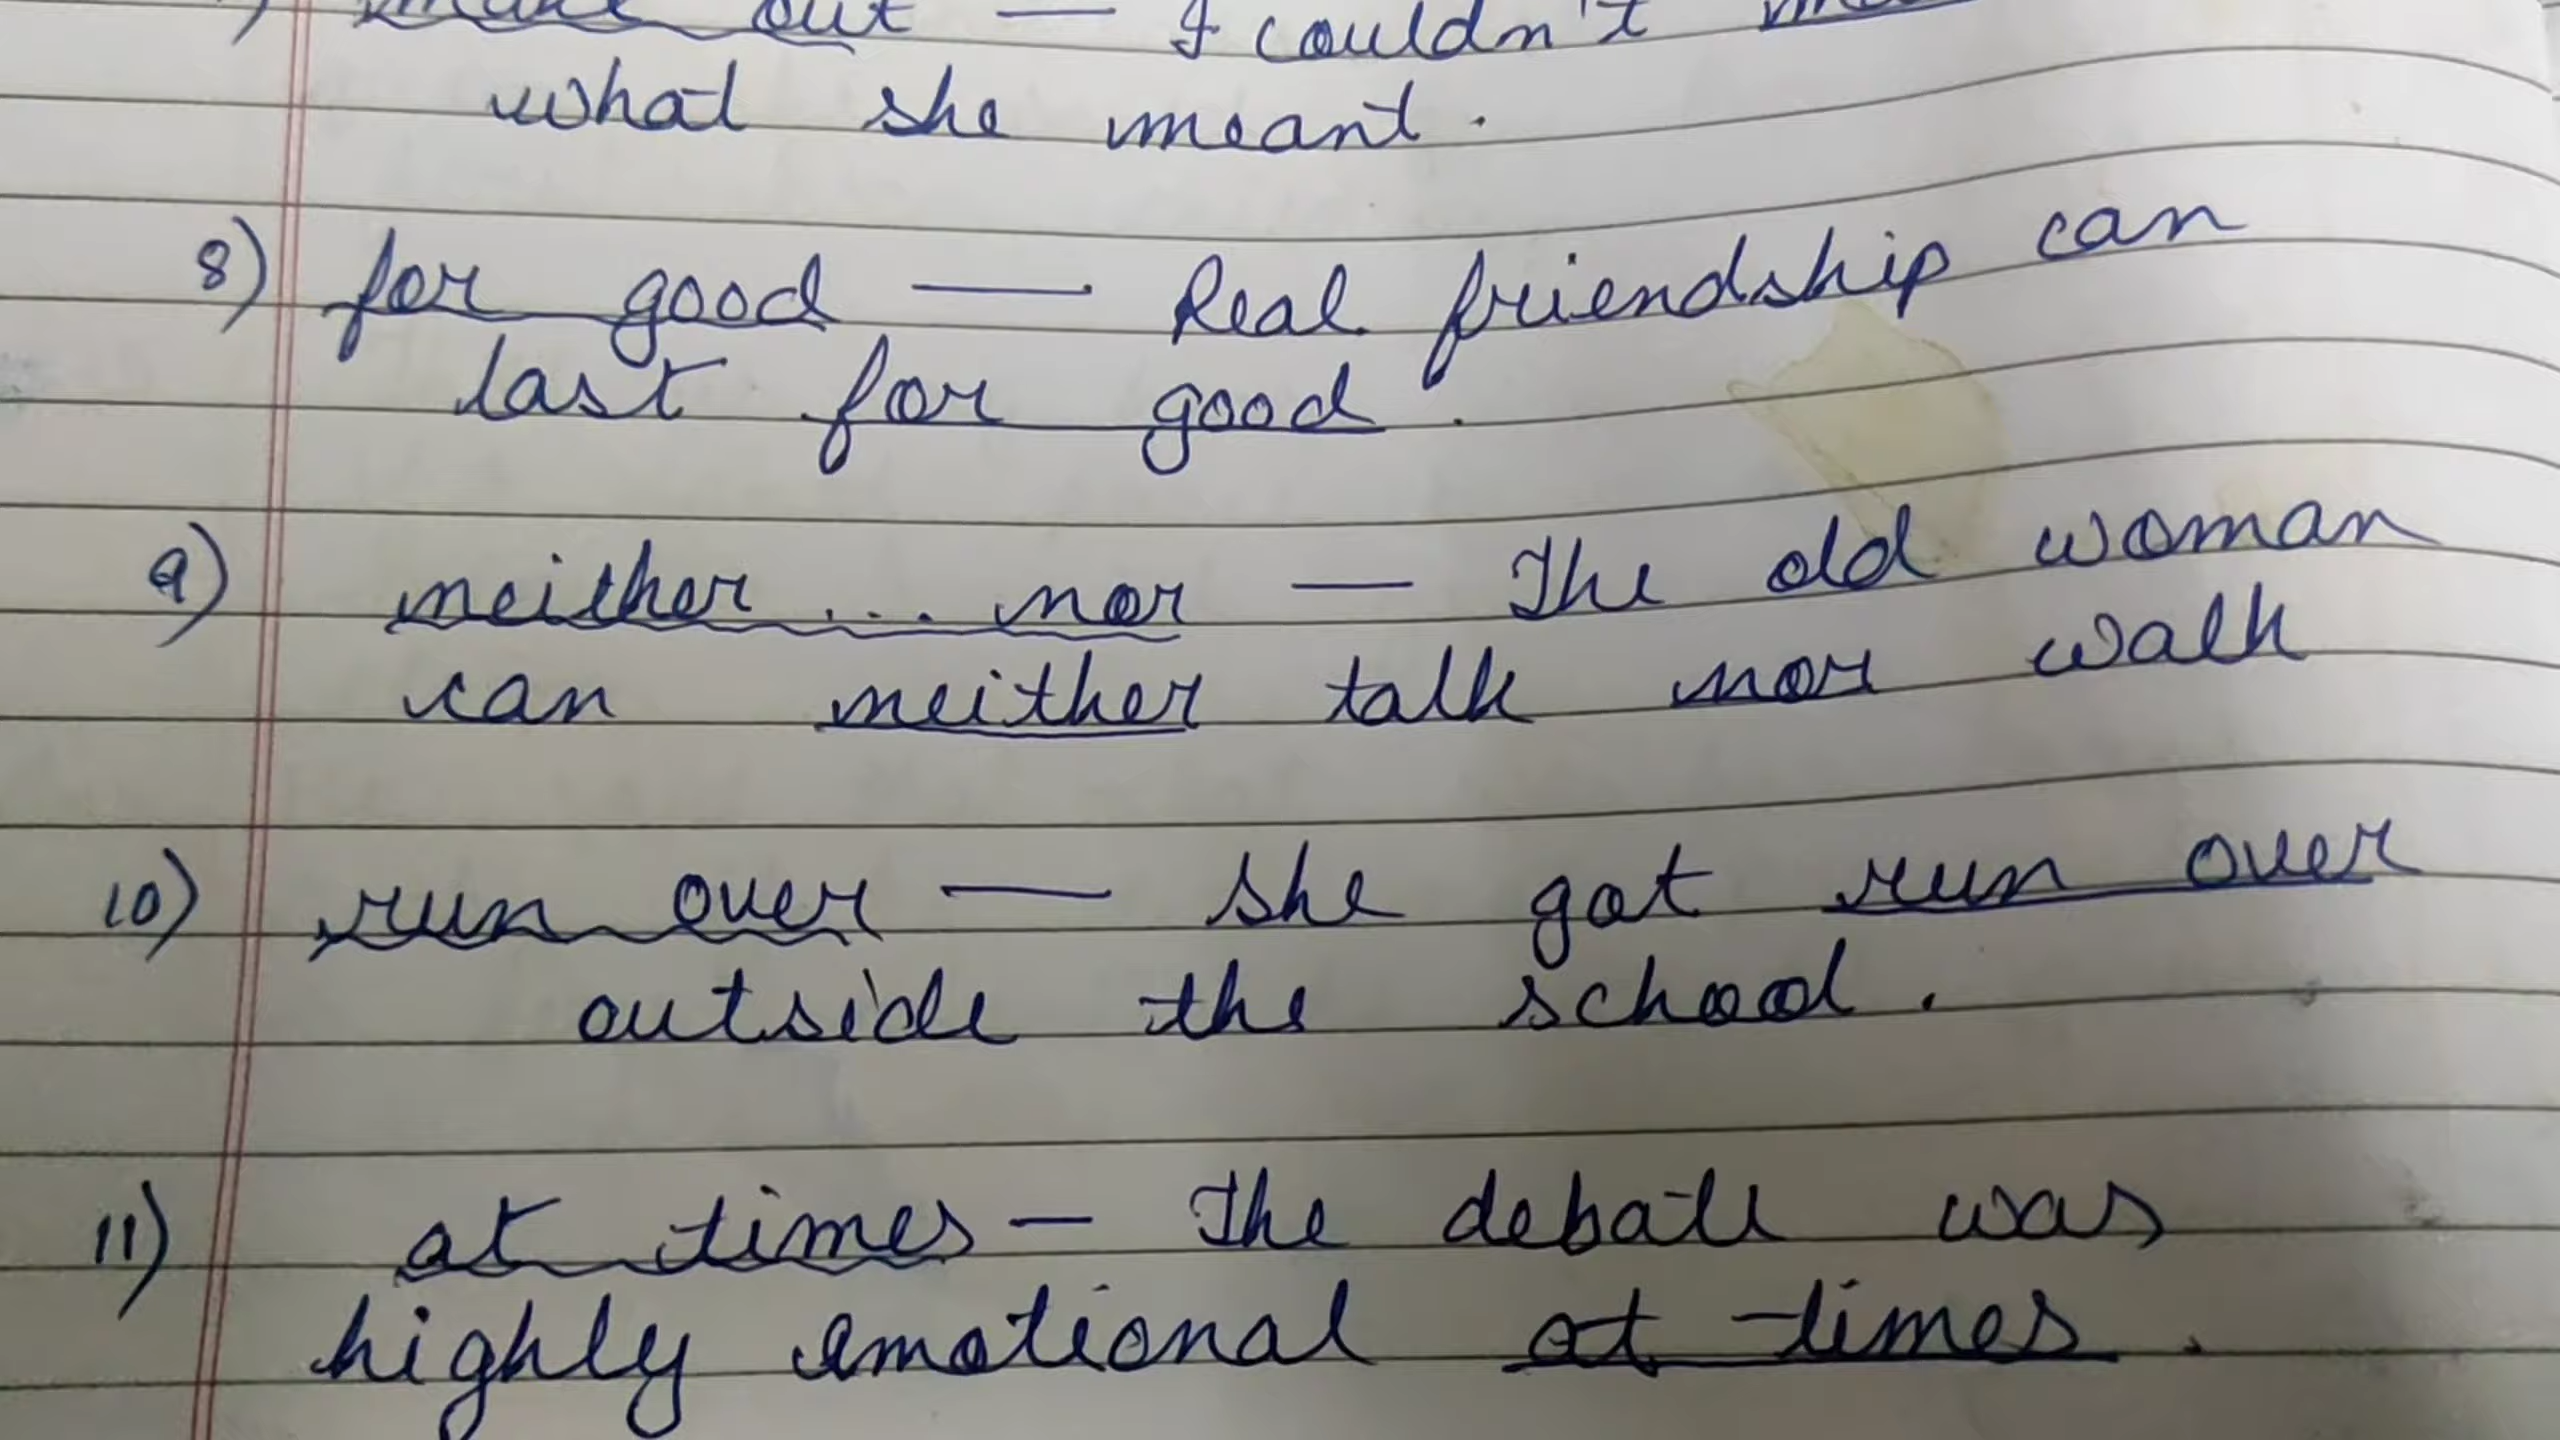 make out — I couldn't
what she meant.
8) for good — Real friendship can
last for good.
9) neither ... nor — The old woman
can neither talk nor walk
10) run over — She got run over
outside the school.
11) at times — The debate was
highly emotional at times.